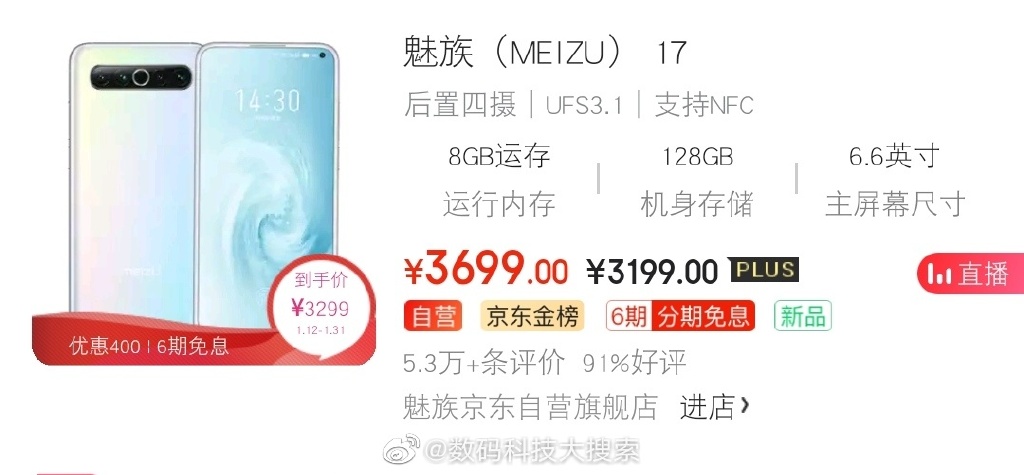 魅族（MEIZU） 17
后置四摄｜UFS3.1｜支持NFC
8GB运存 128GB 6.6英寸
运行内存 机身存储 主屏幕尺寸
¥3699.00 ¥3199.00 PLUS
直播
自营 京东金榜 6期 分期免息 新品
5.3万+条评价 91%好评
魅族京东自营旗舰店 进店›
14:30
MEIZU
到手价
¥3299
1.12-1.31
优惠400 | 6期免息
@数码科技大搜索